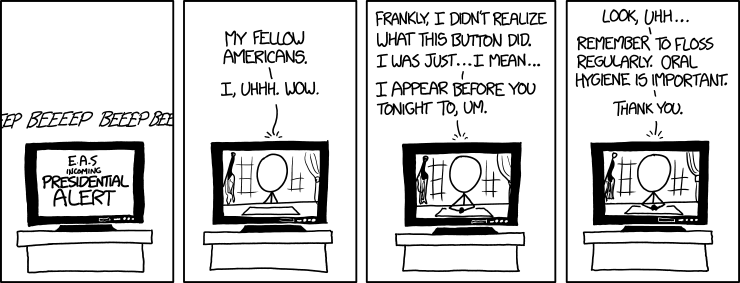 EP BEEEEP BEEEP BEE
E.A.S
INCOMING
PRESIDENTIAL
ALERT
MY FELLOW
AMERICANS.
I, UHHH. WOW.
FRANKLY, I DIDN'T REALIZE
WHAT THIS BUTTON DID.
I WAS JUST...I MEAN...
I APPEAR BEFORE YOU
TONIGHT TO, UM.
LOOK, UHH...
REMEMBER TO FLOSS
REGULARLY. ORAL
HYGIENE IS IMPORTANT.
THANK YOU.